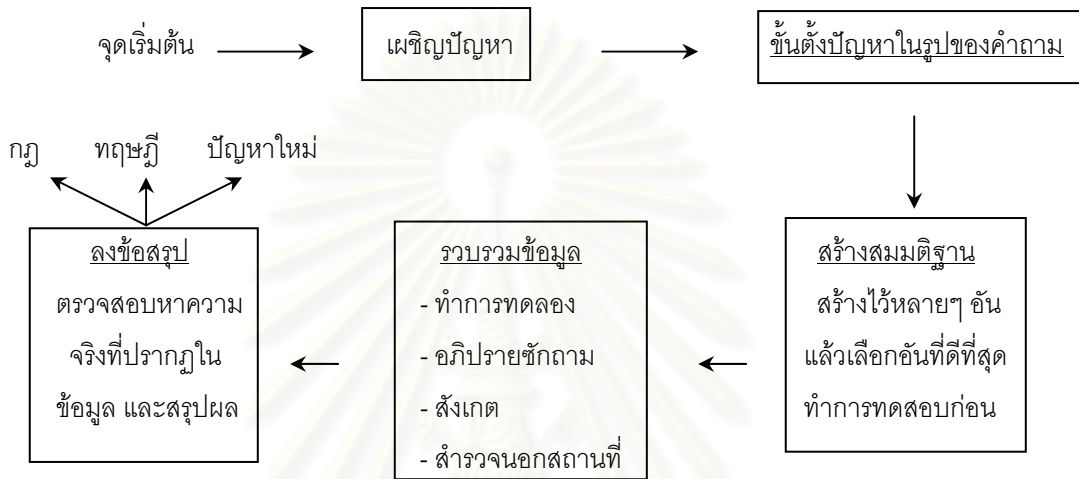 จุดเริ่มต้น
เผชิญปัญหา
ขั้นตั้งปัญหาในรูปของคำถาม
กฎ
ทฤษฎี
ปัญหาใหม่
สร้างสมมติฐาน
สร้างไว้หลายๆ อัน
แล้วเลือกอันที่ดีที่สุด
ทำการทดสอบก่อน
รวบรวมข้อมูล
- ทำการทดลอง
- อภิปรายซักถาม
- สังเกต
- สำรวจนอกสถานที่
ลงข้อสรุป
ตรวจสอบหาความ
จริงที่ปรากฏใน
ข้อมูล และสรุปผล